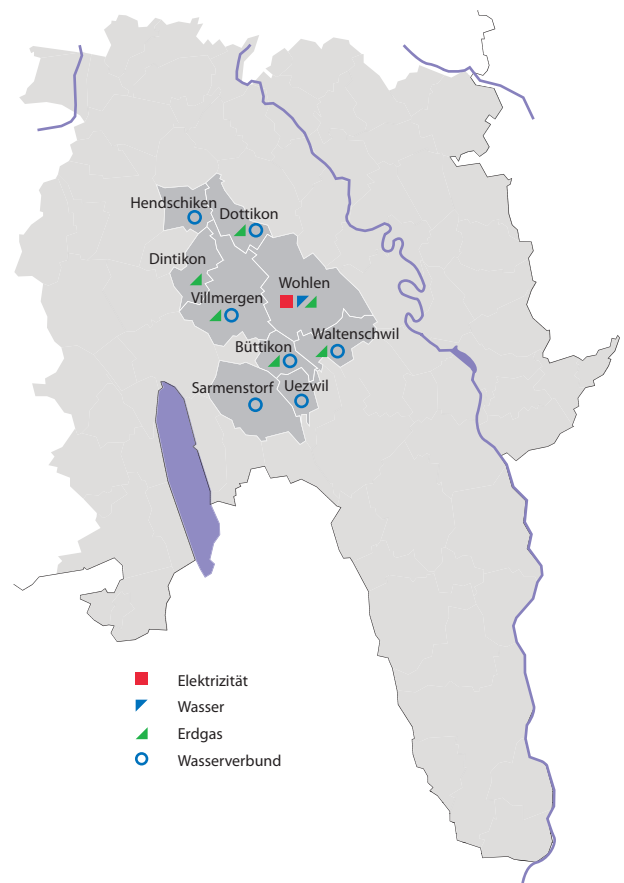 Hendschiken
Dottikon
Dintikon
Wohlen
Villmergen
Waltenschwil
Büttikon
Sarmenstorf
Uezwil
Elektrizität
Wasser
Erdgas
Wasserverbund